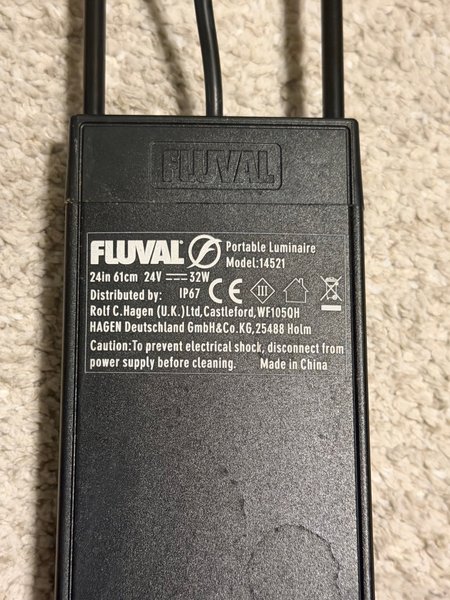 FLUVAL
FLUVAL® Portable Luminaire
Model:14521
24in 61cm 24V ⎓ 32W
Distributed by: IP67 CE III
Rolf C.Hagen (U.K.)Ltd,Castleford,WF105QH
HAGEN Deutschland GmbH&Co.KG,25488 Holm
Caution:To prevent electrical shock, disconnect from
power supply before cleaning. Made in China